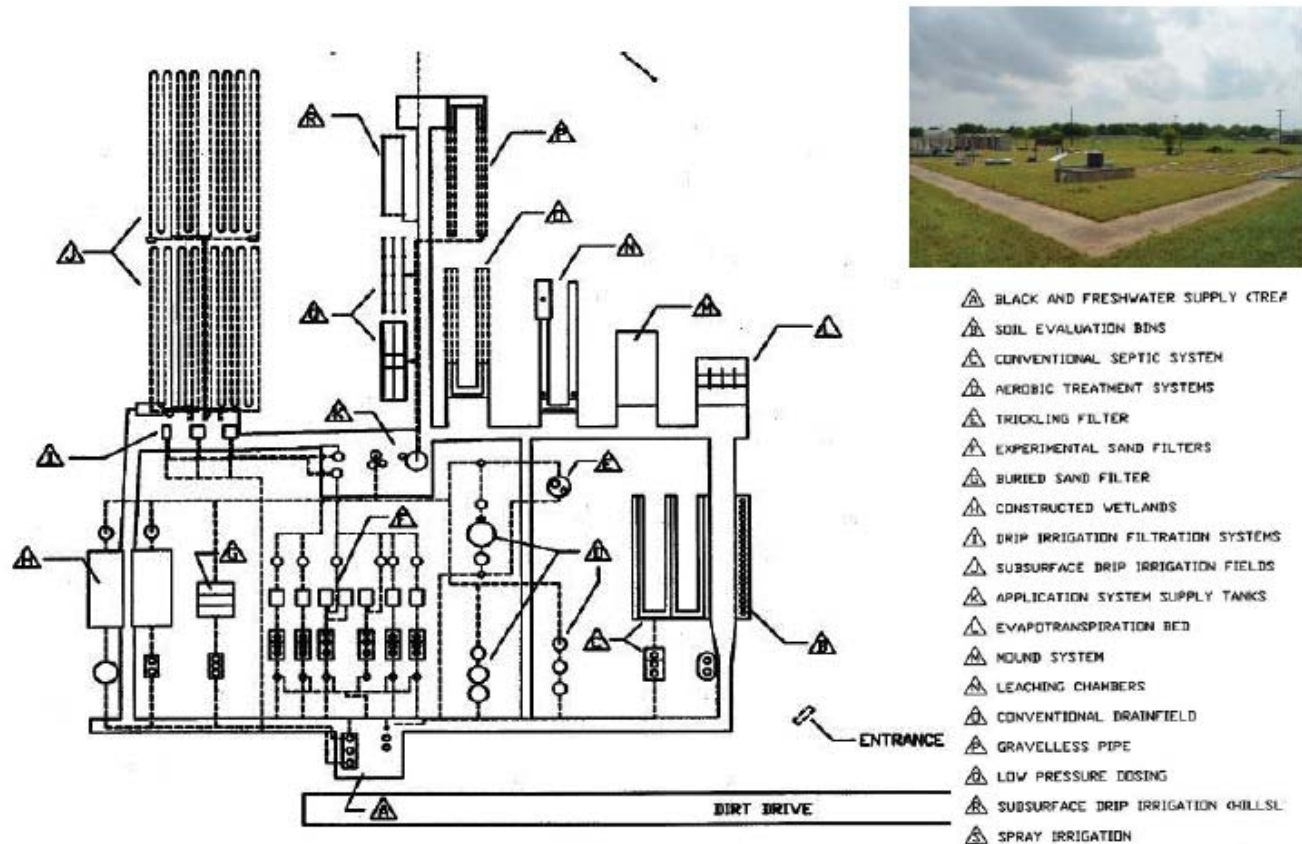 R
P
O
N
J
Q
M
L
K
I
E
F
H
G
D
C
B
ENTRANCE
A
DIRT DRIVE
A BLACK AND FRESHWATER SUPPLY (TREA
B SOIL EVALUATION BINS
C CONVENTIONAL SEPTIC SYSTEM
D AEROBIC TREATMENT SYSTEMS
E TRICKLING FILTER
F EXPERIMENTAL SAND FILTERS
G BURIED SAND FILTER
H CONSTRUCTED WETLANDS
I DRIP IRRIGATION FILTRATION SYSTEMS
J SUBSURFACE DRIP IRRIGATION FIELDS
K APPLICATION SYSTEM SUPPLY TANKS
L EVAPOTRANSPIRATION BED
M MOUND SYSTEM
N LEACHING CHAMBERS
O CONVENTIONAL DRAINFIELD
P GRAVELLESS PIPE
Q LOW PRESSURE DOSING
R SUBSURFACE DRIP IRRIGATION (HILLSL
S SPRAY IRRIGATION